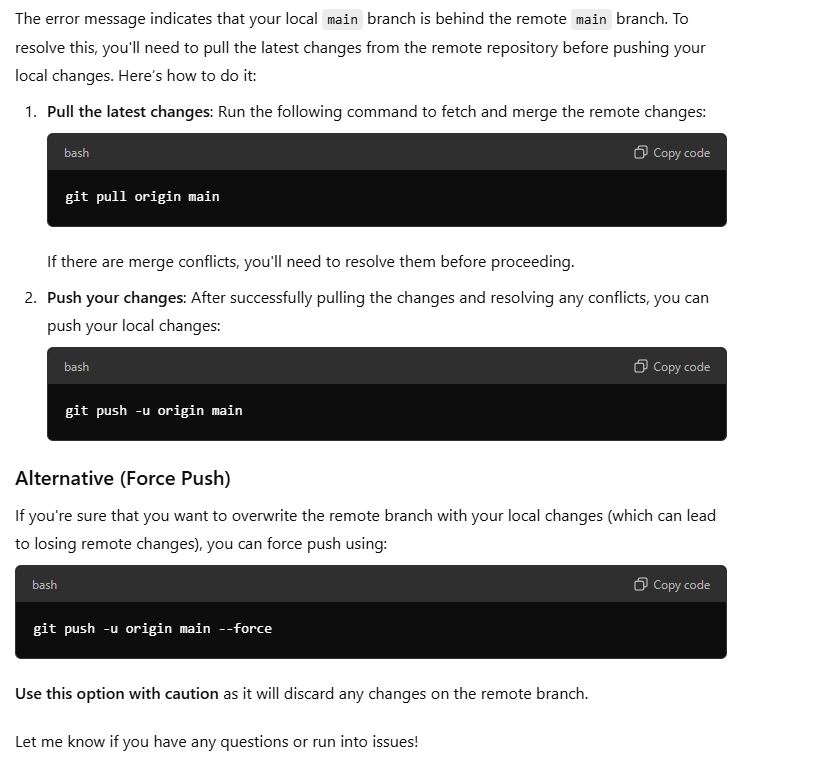 The error message indicates that your local main branch is behind the remote main branch. To
resolve this, you'll need to pull the latest changes from the remote repository before pushing your
local changes. Here's how to do it:
1. Pull the latest changes: Run the following command to fetch and merge the remote changes:
bash Copy code
git pull origin main
If there are merge conflicts, you'll need to resolve them before proceeding.
2. Push your changes: After successfully pulling the changes and resolving any conflicts, you can
push your local changes:
bash Copy code
git push -u origin main
Alternative (Force Push)
If you're sure that you want to overwrite the remote branch with your local changes (which can lead
to losing remote changes), you can force push using:
bash Copy code
git push -u origin main --force
Use this option with caution as it will discard any changes on the remote branch.
Let me know if you have any questions or run into issues!